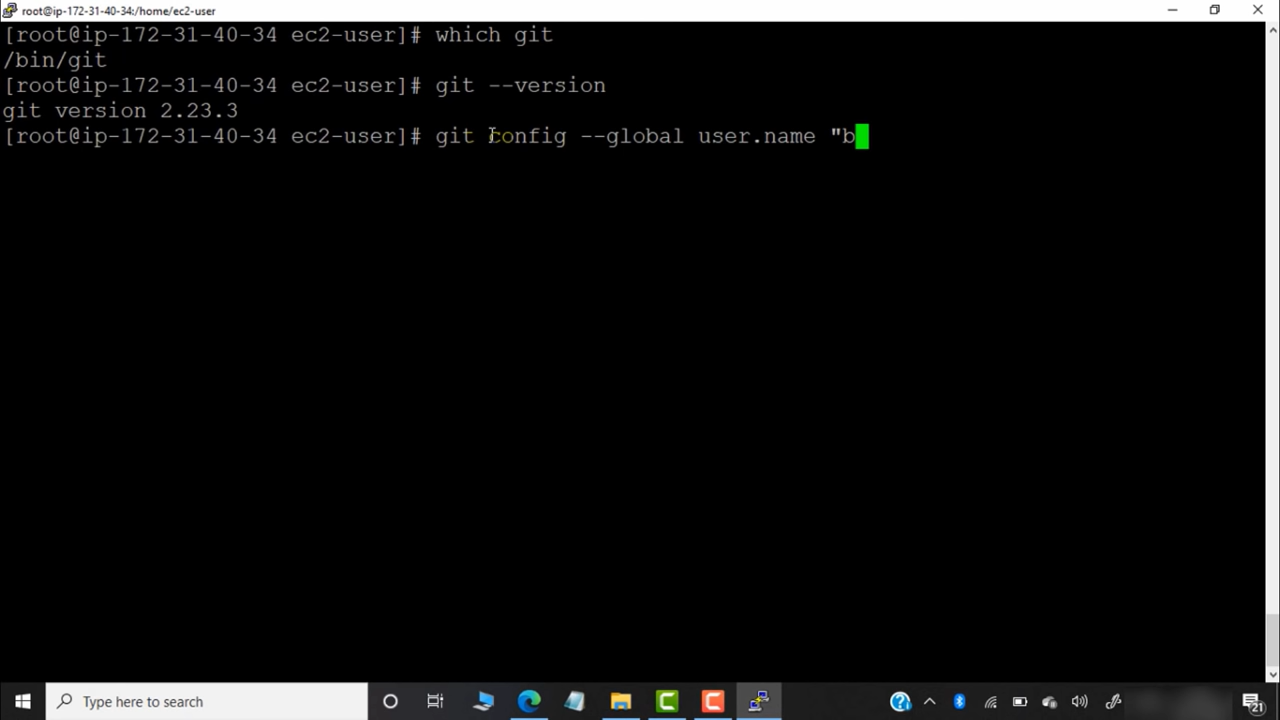 root@ip-172-31-40-34:/home/ec2-user
[root@ip-172-31-40-34 ec2-user]# which git
/bin/git
[root@ip-172-31-40-34 ec2-user]# git --version
git version 2.23.3
[root@ip-172-31-40-34 ec2-user]# git config --global user.name "b
Type here to search
21